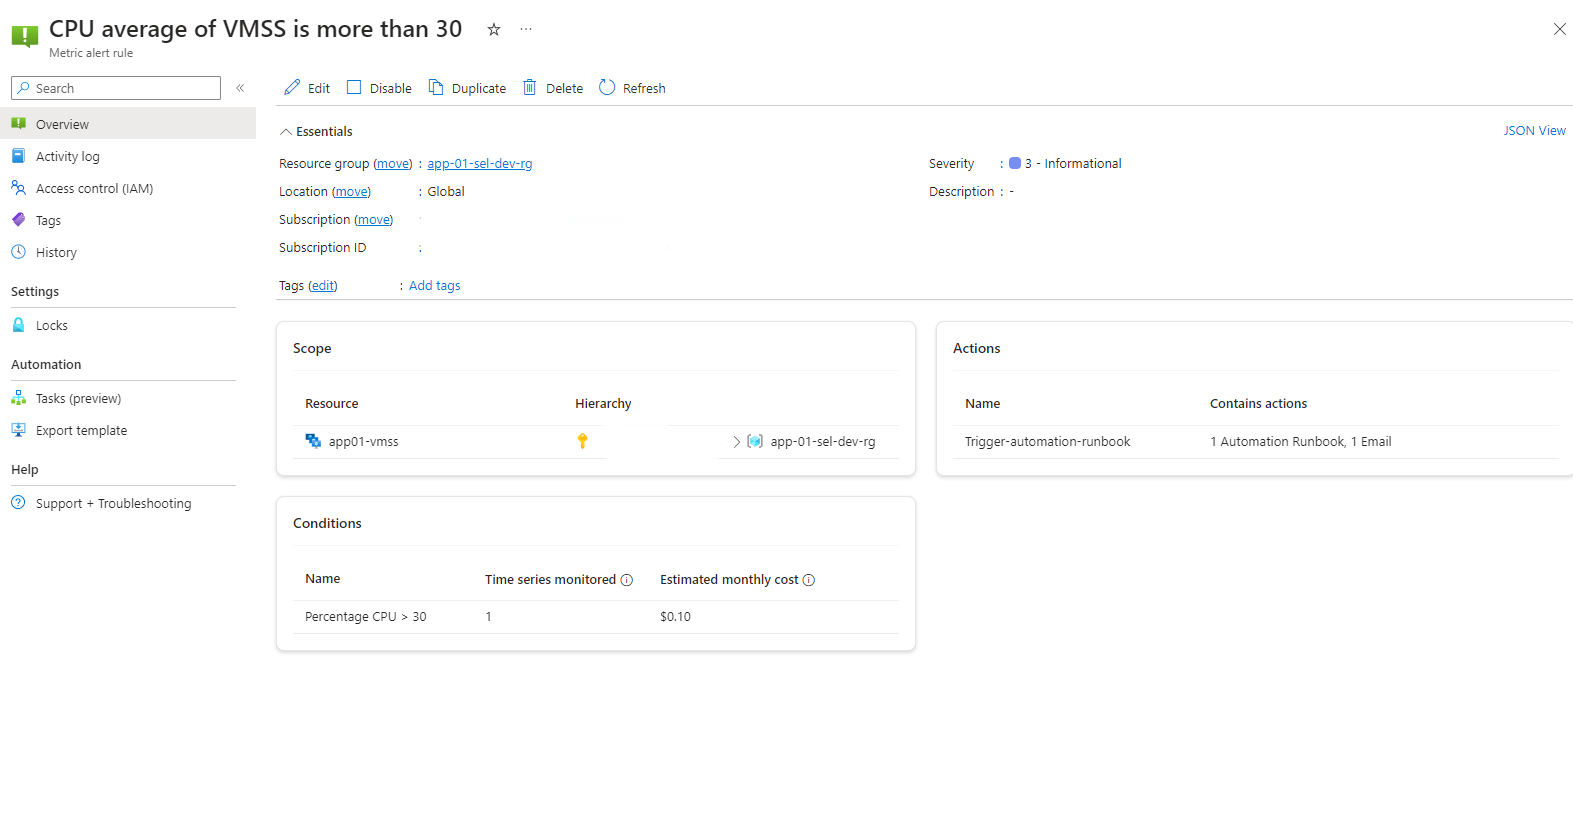 CPU average of VMSS is more than 30
Metric alert rule
Search
Overview
Activity log
Access control (IAM)
Tags
History
Settings
Locks
Automation
Tasks (preview)
Export template
Help
Support + Troubleshooting
Edit Disable Duplicate Delete Refresh
Essentials
JSON View
Resource group (move) : app-01-sel-dev-rg
Location (move) : Global
Subscription (move) :
Subscription ID :
Severity : 3 - Informational
Description : -
Tags (edit) : Add tags
Scope
Resource Hierarchy
app01-vmss > app-01-sel-dev-rg
Actions
Name Contains actions
Trigger-automation-runbook 1 Automation Runbook, 1 Email
Conditions
Name Time series monitored Estimated monthly cost
Percentage CPU > 30 1 $0.10